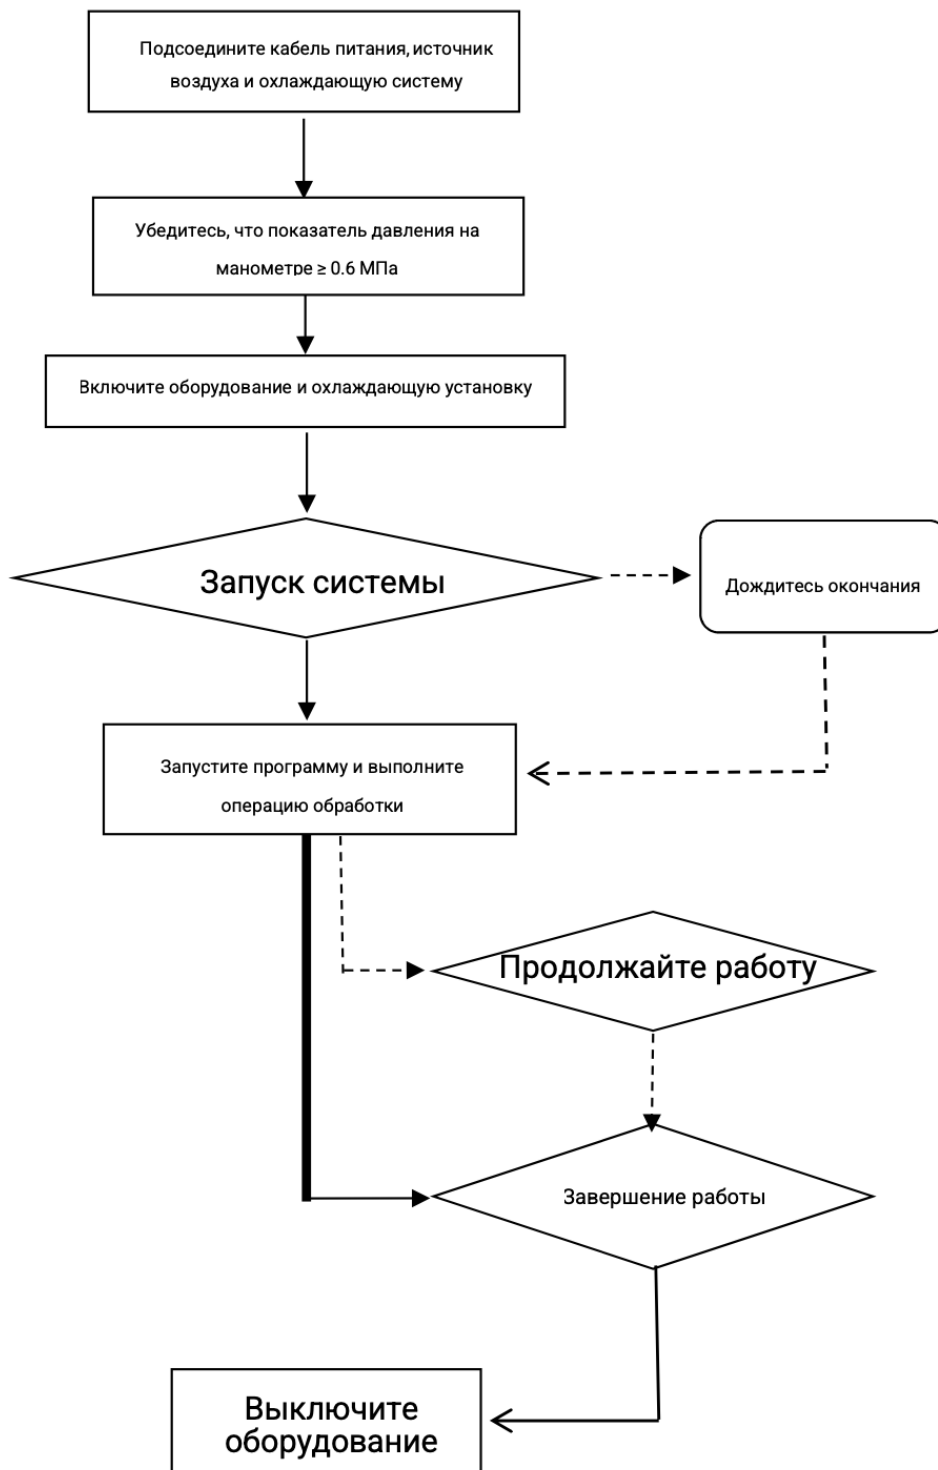 Подсоедините кабель питания, источник
воздуха и охлаждающую систему
Убедитесь, что показатель давления на
манометре ≥ 0.6 МПа
Включите оборудование и охлаждающую установку
Запуск системы
Дождитесь окончания
Запустите программу и выполните
операцию обработки
Продолжайте работу
Завершение работы
Выключите
оборудование